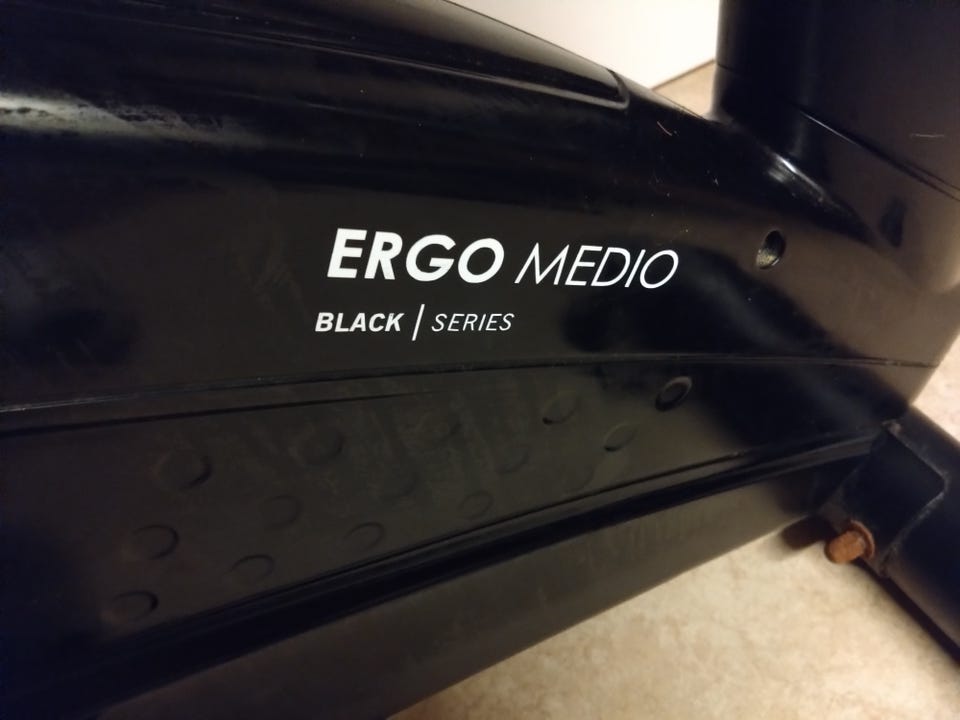 ERGO MEDIO
BLACK | SERIES